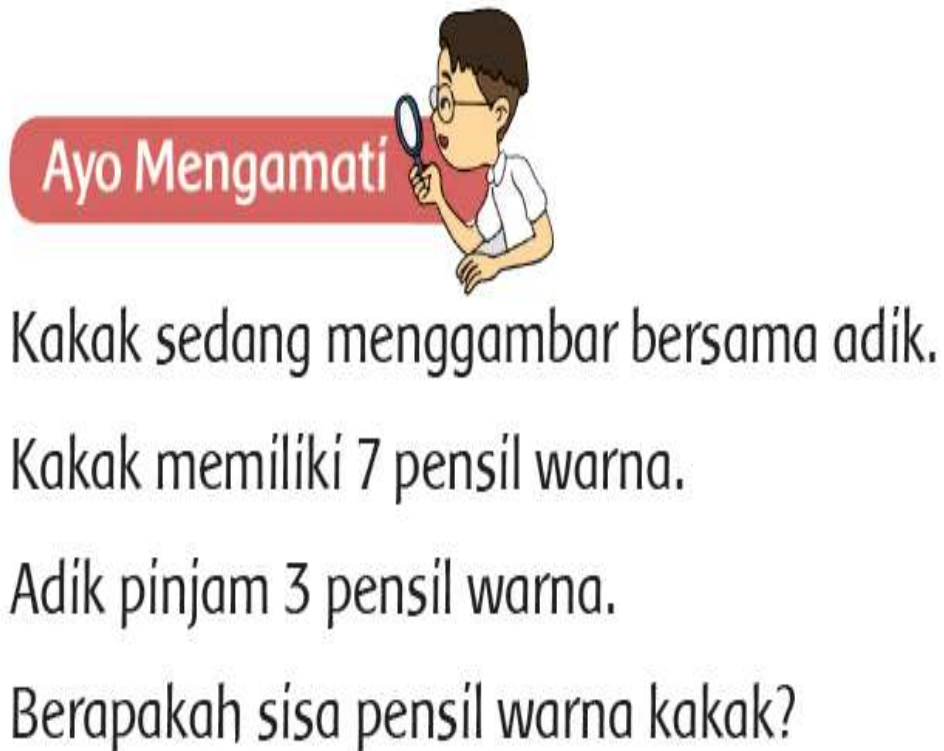 Ayo Mengamati
Kakak sedang menggambar bersama adik.
Kakak memiliki 7 pensil warna.
Adik pinjam 3 pensil warna.
Berapakah sisa pensil warna kakak?